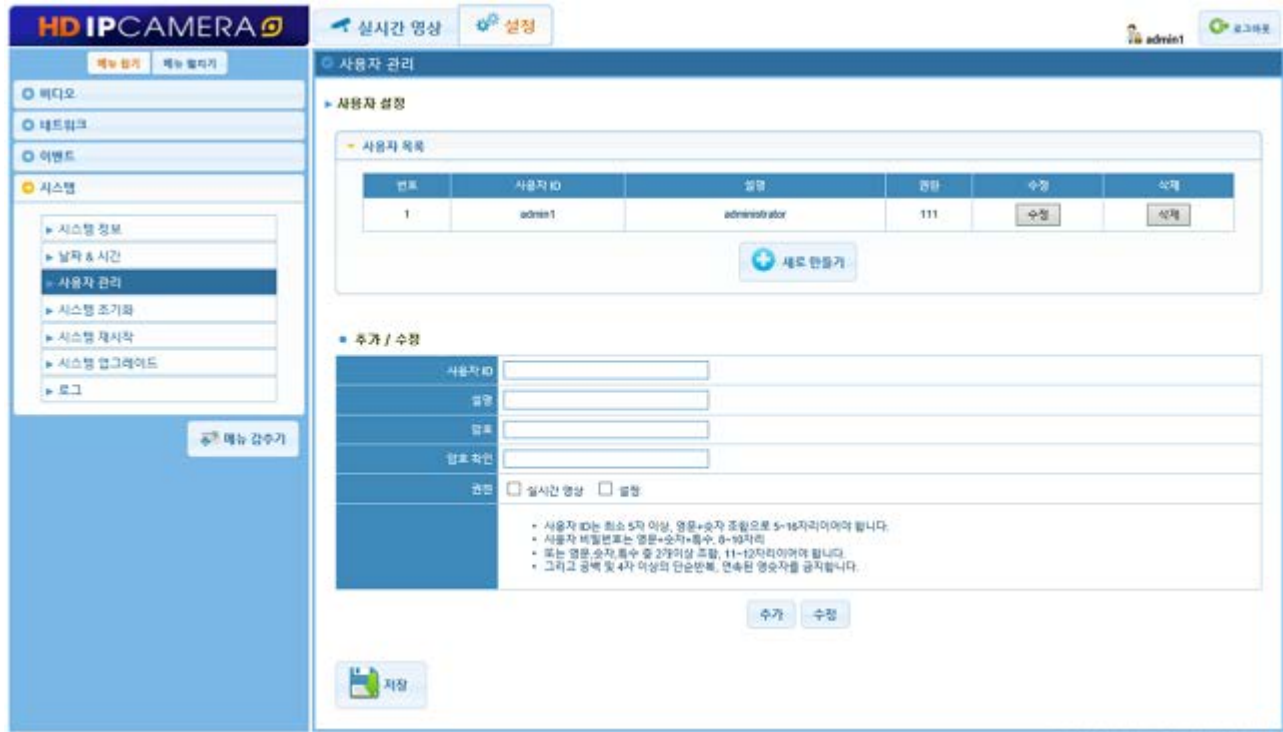 HD IPCAMERA
실시간 영상
설정
admin1
로그아웃
메뉴 접기
메뉴 펼치기
비디오
네트워크
이벤트
시스템
시스템 정보
날짜 & 시간
사용자 관리
시스템 초기화
시스템 재시작
시스템 업그레이드
로그
메뉴 감추기
사용자 관리
사용자 설정
사용자 목록
번호 사용자 ID 설명 권한 수정 삭제
1 admin1 administrator 111 수정 삭제
새로 만들기
추가 / 수정
사용자 ID
설명
암호
암호 확인
권한 실시간 영상 설정
• 사용자 ID는 최소 5자 이상, 영문+숫자 조합으로 5~16자리이어야 합니다.
• 사용자 비밀번호는 영문+숫자+특수, 8~10자리
• 또는 영문,숫자,특수 중 2개이상 조합, 11~12자리이어야 합니다.
• 그리고 공백 및 4자 이상의 단순반복, 연속된 영숫자를 금지합니다.
추가 수정
저장